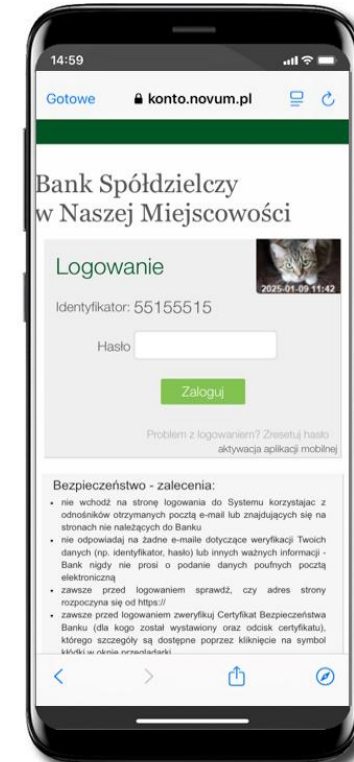 14:59
Gotowe
konto.novum.pl
Bank Spółdzielczy
w Naszej Miejscowości
Logowanie
2025-01-09 11:42
Identyfikator: 55155515
Hasło
Zaloguj
Problem z logowaniem? Zresetuj hasło
aktywacja aplikacji mobilnej
Bezpieczeństwo - zalecenia:
• nie wchodź na stronę logowania do Systemu korzystajac z
odnośników otrzymanych pocztą e-mail lub znajdujących się na
stronach nie należących do Banku
• nie odpowiadaj na żadne e-maile dotyczące weryfikacji Twoich
danych (np. identyfikator, hasło) lub innych ważnych informacji -
Bank nigdy nie prosi o podanie danych poufnych pocztą
elektroniczną
• zawsze przed logowaniem sprawdź, czy adres strony
rozpoczyna się od https://
• zawsze przed logowaniem zweryfikuj Certyfikat Bezpieczeństwa
Banku (dla kogo został wystawiony oraz odcisk certyfikatu),
którego szczegóły są dostępne poprzez kliknięcie na symbol
kłódki w oknie przeglądarki